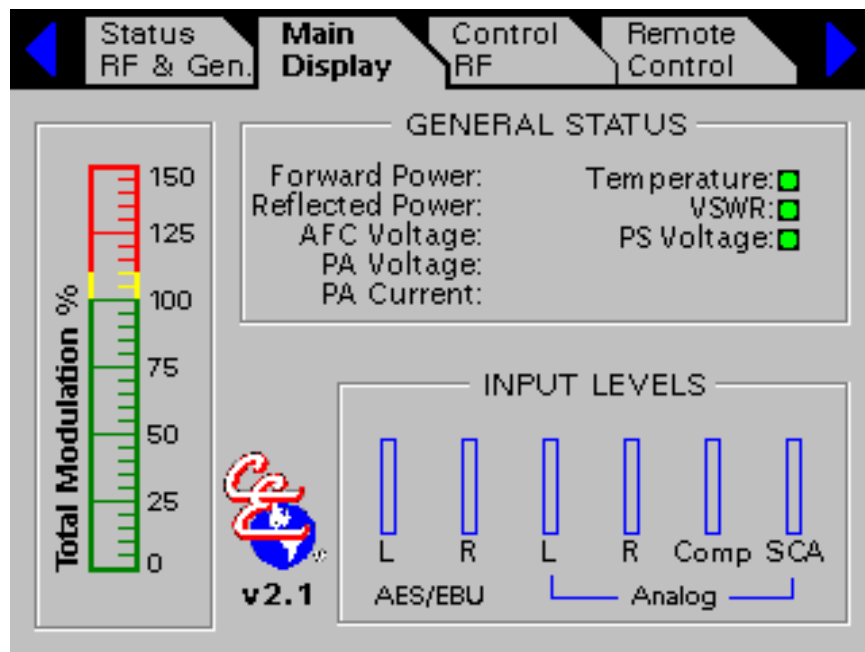 Status
RF & Gen.
Main
Display
Control
RF
Remote
Control
GENERAL STATUS
Forward Power:
Reflected Power:
AFC Voltage:
PA Voltage:
PA Current:
Temperature:
VSWR:
PS Voltage:
Total Modulation %
150
125
100
75
50
25
0
CE
v2.1
INPUT LEVELS
L R L R Comp SCA
AES/EBU Analog